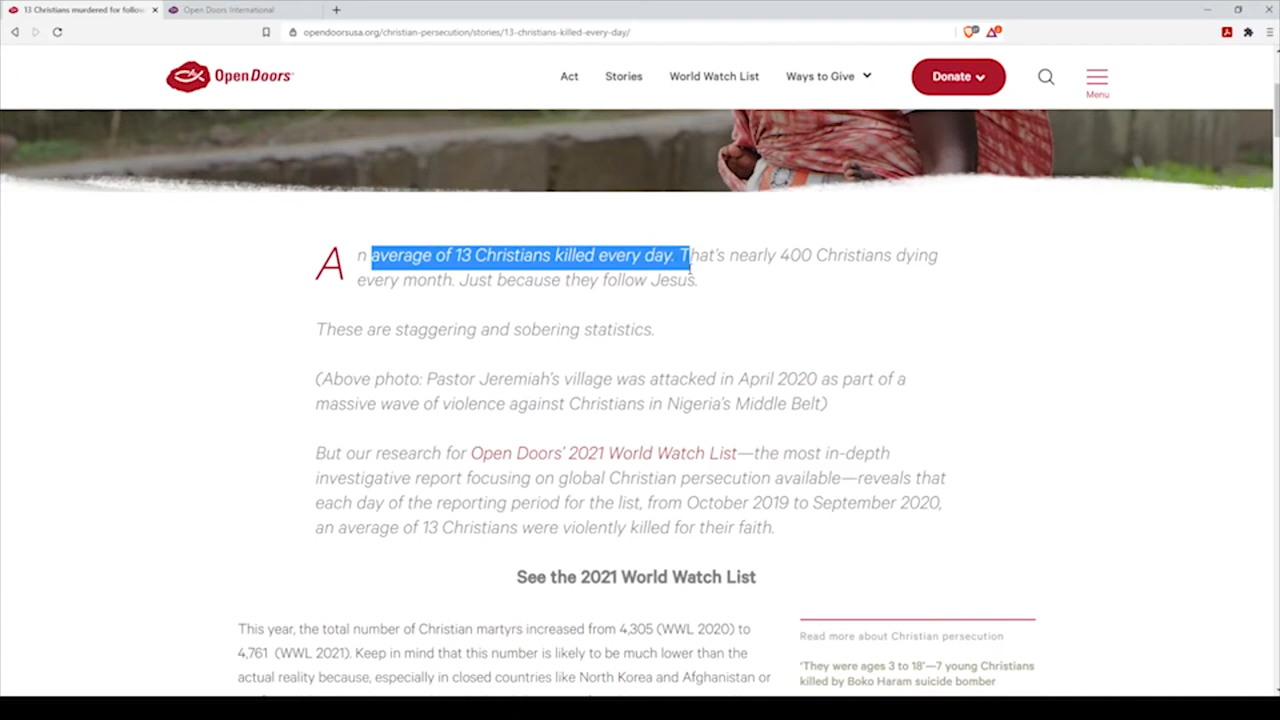 13 Christians murdered for follow
Open Doors International
opendoorsusa.org/christian-persecution/stories/13-christians-killed-every-day/
Open Doors
Act
Stories
World Watch List
Ways to Give
Donate
Menu
An average of 13 Christians killed every day. That's nearly 400 Christians dying
every month. Just because they follow Jesus.
These are staggering and sobering statistics.
(Above photo: Pastor Jeremiah's village was attacked in April 2020 as part of a
massive wave of violence against Christians in Nigeria's Middle Belt)
But our research for Open Doors' 2021 World Watch List—the most in-depth
investigative report focusing on global Christian persecution available—reveals that
each day of the reporting period for the list, from October 2019 to September 2020,
an average of 13 Christians were violently killed for their faith.
See the 2021 World Watch List
This year, the total number of Christian martyrs increased from 4,305 (WWL 2020) to
4,761 (WWL 2021). Keep in mind that this number is likely to be much lower than the
actual reality because, especially in closed countries like North Korea and Afghanistan or
Read more about Christian persecution
'They were ages 3 to 18'—7 young Christians
killed by Boko Haram suicide bomber